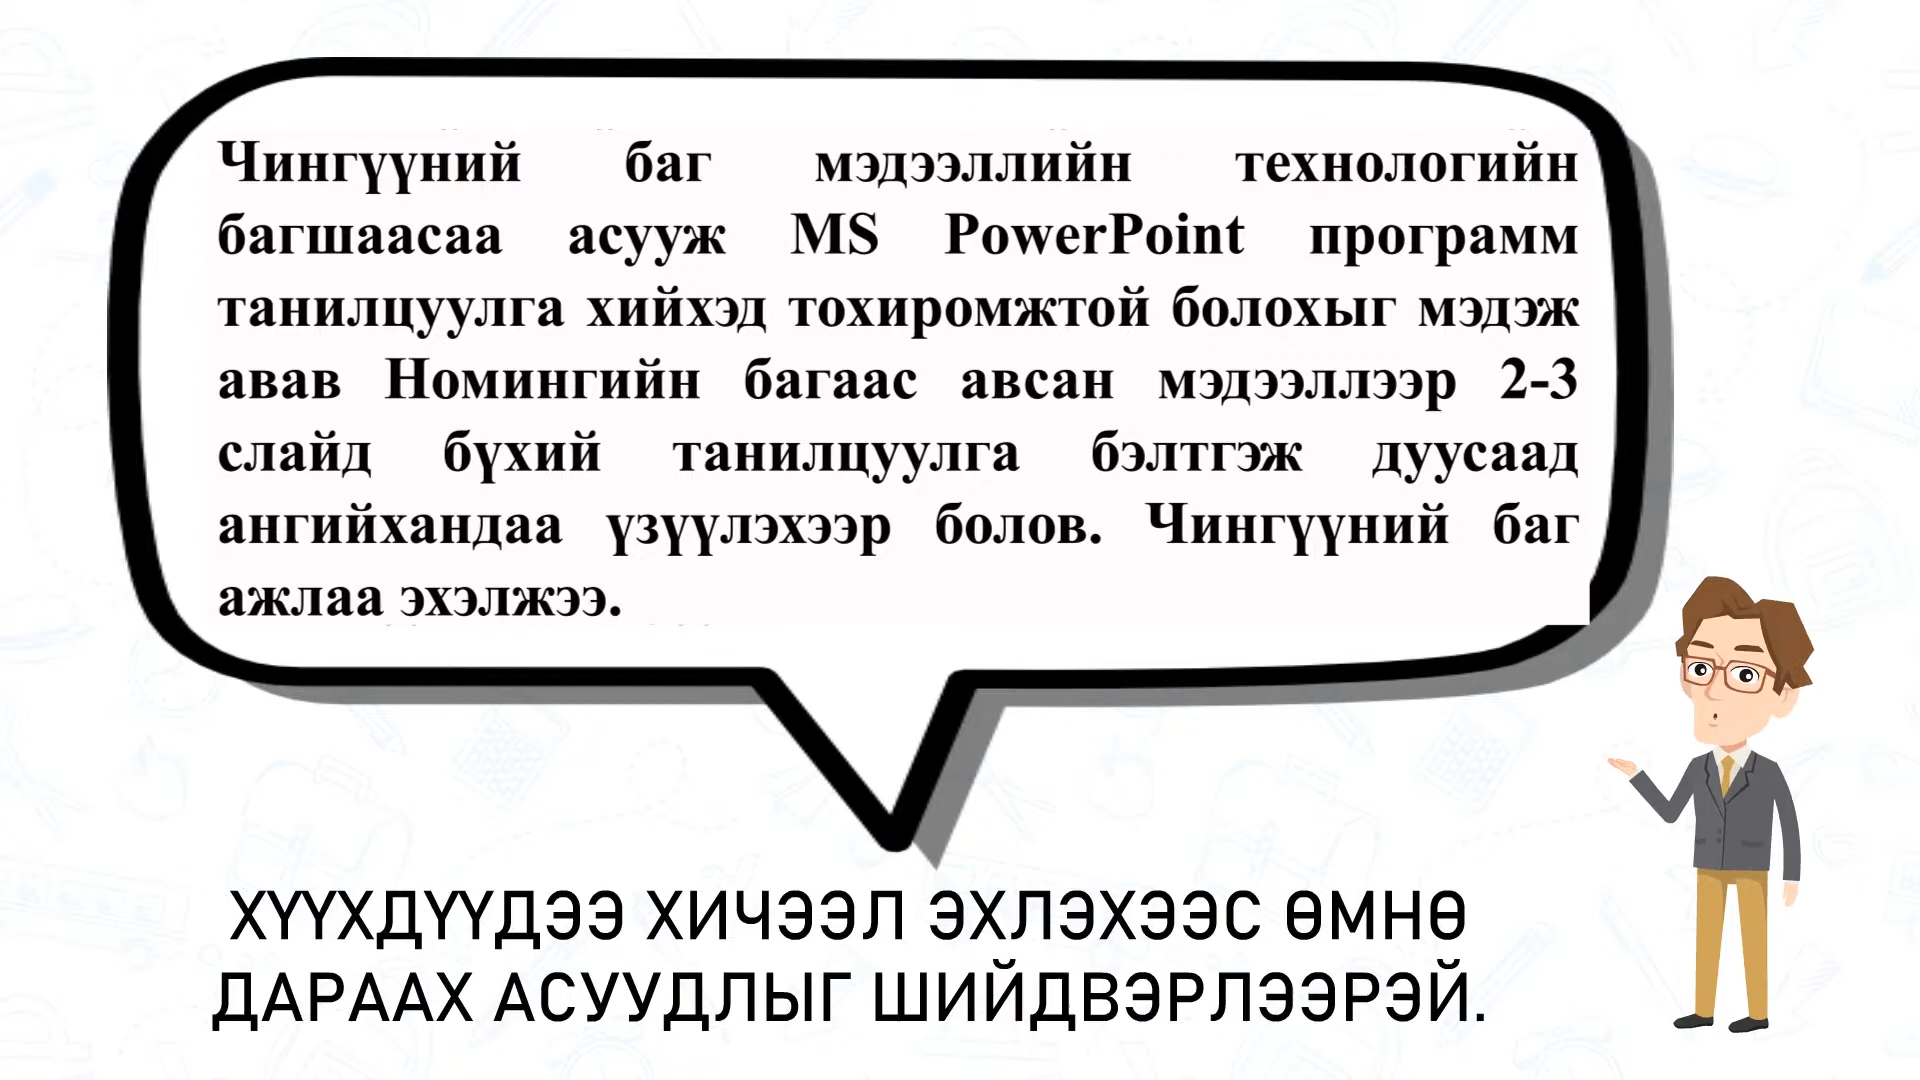 Чингүүний баг мэдээллийн технологийн
багшаасаа асууж MS PowerPoint программ
танилцуулга хийхэд тохиромжтой болохыг мэдэж
авав Номингийн багаас авсан мэдээллээр 2-3
слайд бүхий танилцуулга бэлтгэж дуусаад
ангийхандаа үзүүлэхээр болов. Чингүүний баг
ажлаа эхэлжээ.
ХҮҮХДҮҮДЭЭ ХИЧЭЭЛ ЭХЛЭХЭЭС ӨМНӨ
ДАРААХ АСУУДЛЫГ ШИЙДВЭРЛЭЭРЭЙ.